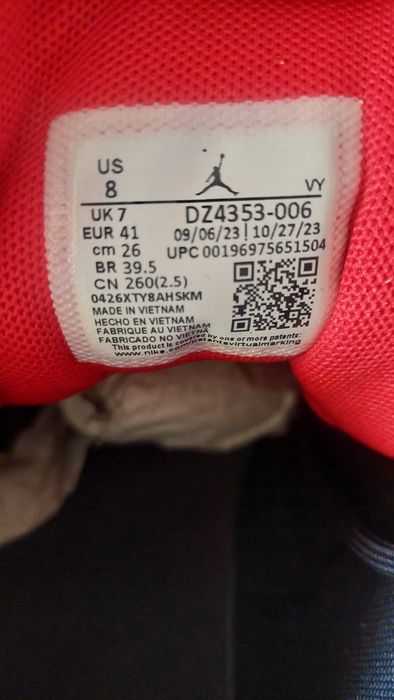 US
8
VY
UK 7 DZ4353-006
EUR 41 09/06/23 | 10/27/23
cm 26 UPC 00196975651504
BR 39.5
CN 260(2.5)
0426XTY8AHSKM
MADE IN VIETNAM
HECHO EN VIETNAM
FABRIQUE AU VIETNAM
FABRICADO NO VIETNÃ
This product is covered by one or more patents:
www.nike.com/patentsvirtualmarking